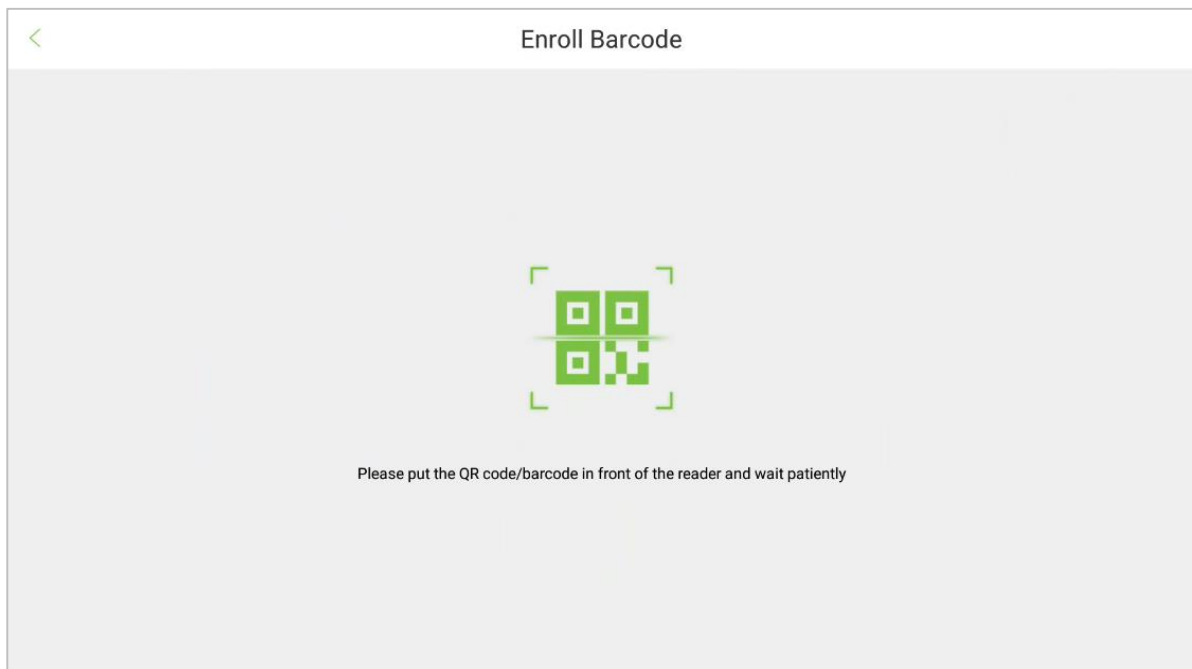 Enroll Barcode
Please put the QR code/barcode in front of the reader and wait patiently